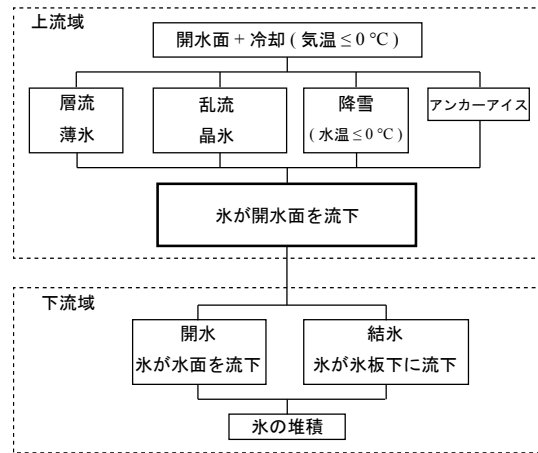 上流域
開水面 + 冷却 ( 気温 ≤ 0 °C )
層流
薄氷
乱流
晶氷
降雪
( 水温 ≤ 0 °C )
アンカーアイス
氷が開水面を流下
下流域
開水
氷が水面を流下
結氷
氷が氷板下に流下
氷の堆積